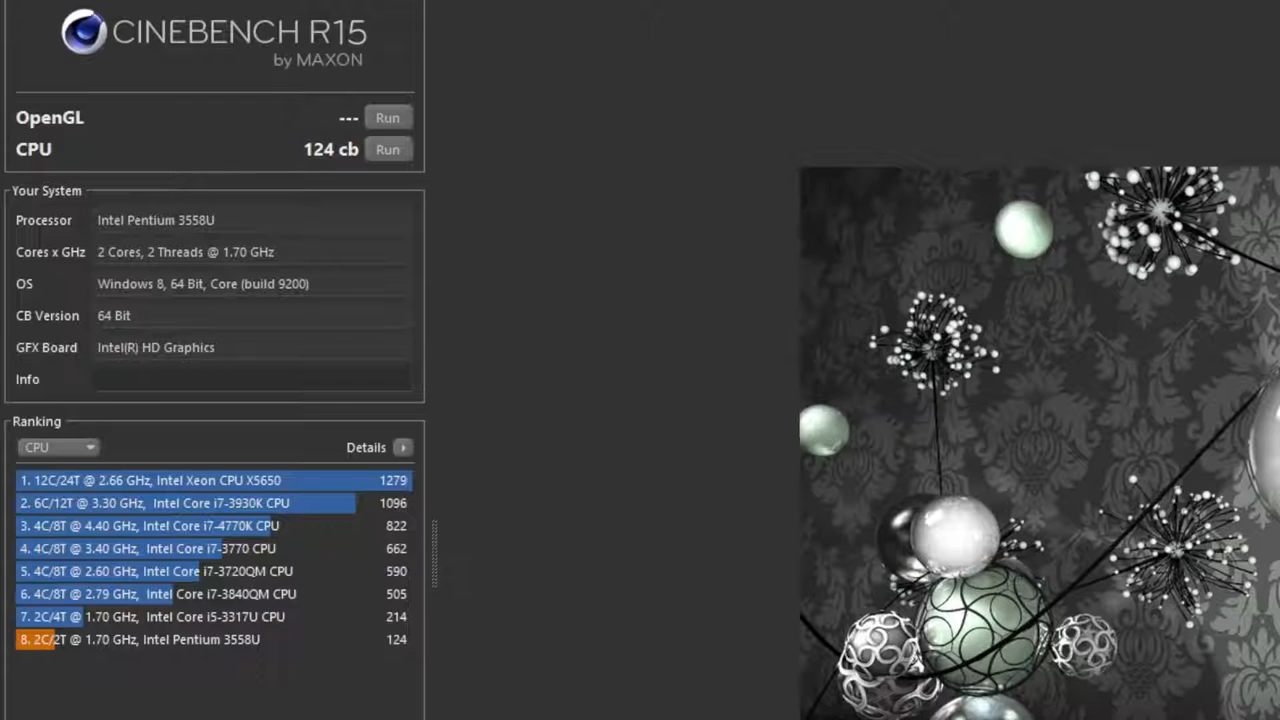 CINEBENCH R15
by MAXON
OpenGL --- Run
CPU 124 cb Run
Your System
Processor Intel Pentium 3558U
Cores x GHz 2 Cores, 2 Threads @ 1.70 GHz
OS Windows 8, 64 Bit, Core (build 9200)
CB Version 64 Bit
GFX Board Intel(R) HD Graphics
Info
Ranking
CPU Details
1. 12C/24T @ 2.66 GHz, Intel Xeon CPU X5650 1279
2. 6C/12T @ 3.30 GHz, Intel Core i7-3930K CPU 1096
3. 4C/8T @ 4.40 GHz, Intel Core i7-4770K CPU 822
4. 4C/8T @ 3.40 GHz, Intel Core i7-3770 CPU 662
5. 4C/8T @ 2.60 GHz, Intel Core i7-3720QM CPU 590
6. 4C/8T @ 2.79 GHz, Intel Core i7-3840QM CPU 505
7. 2C/4T @ 1.70 GHz, Intel Core i5-3317U CPU 214
8. 2C/2T @ 1.70 GHz, Intel Pentium 3558U 124